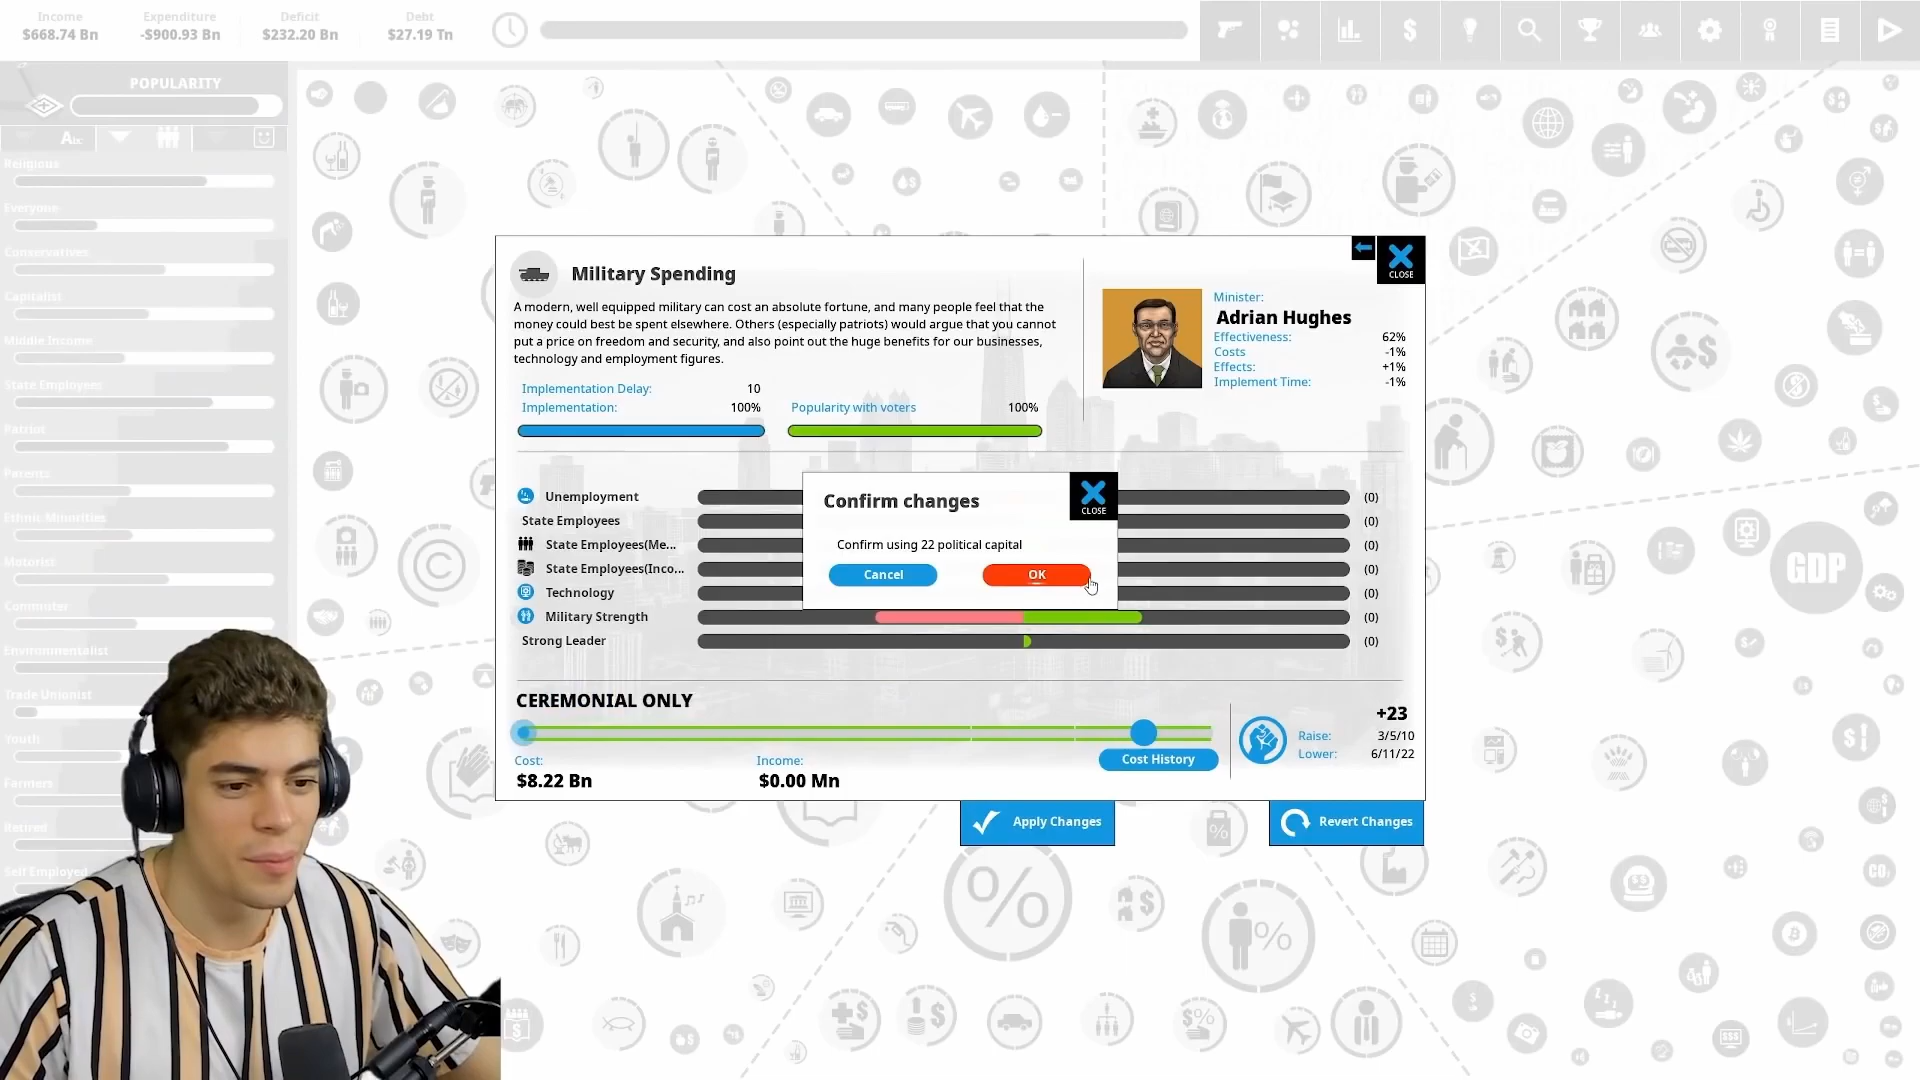 Income
Expenditure
Deficit
Debt
$668.74 Bn
-$900.93 Bn
$232.20 Bn
$27.19 Tn
POPULARITY
Abc
Religious
Everyone
Conservatives
Capitalist
Middle Income
State Employees
Patriot
Parents
Ethnic Minorities
Motorist
Commuter
Environmentalist
Trade Unionist
Youth
Farmers
Retired
Self Employed
Military Spending
A modern, well equipped military can cost an absolute fortune, and many people feel that the
money could best be spent elsewhere. Others (especially patriots) would argue that you cannot
put a price on freedom and security, and also point out the huge benefits for our businesses,
technology and employment figures.
Implementation Delay: 10
Implementation: 100%
Popularity with voters 100%
CLOSE
Minister:
Adrian Hughes
Effectiveness: 62%
Costs -1%
Effects: +1%
Implement Time: -1%
Unemployment (0)
State Employees (0)
State Employees(Me... (0)
State Employees(Inco... (0)
Technology (0)
Military Strength (0)
Strong Leader (0)
Confirm changes
CLOSE
Confirm using 22 political capital
Cancel
OK
CEREMONIAL ONLY
Cost:
$8.22 Bn
Income:
$0.00 Mn
Cost History
+23
Raise: 3/5/10
Lower: 6/11/22
Apply Changes
Revert Changes
GDP